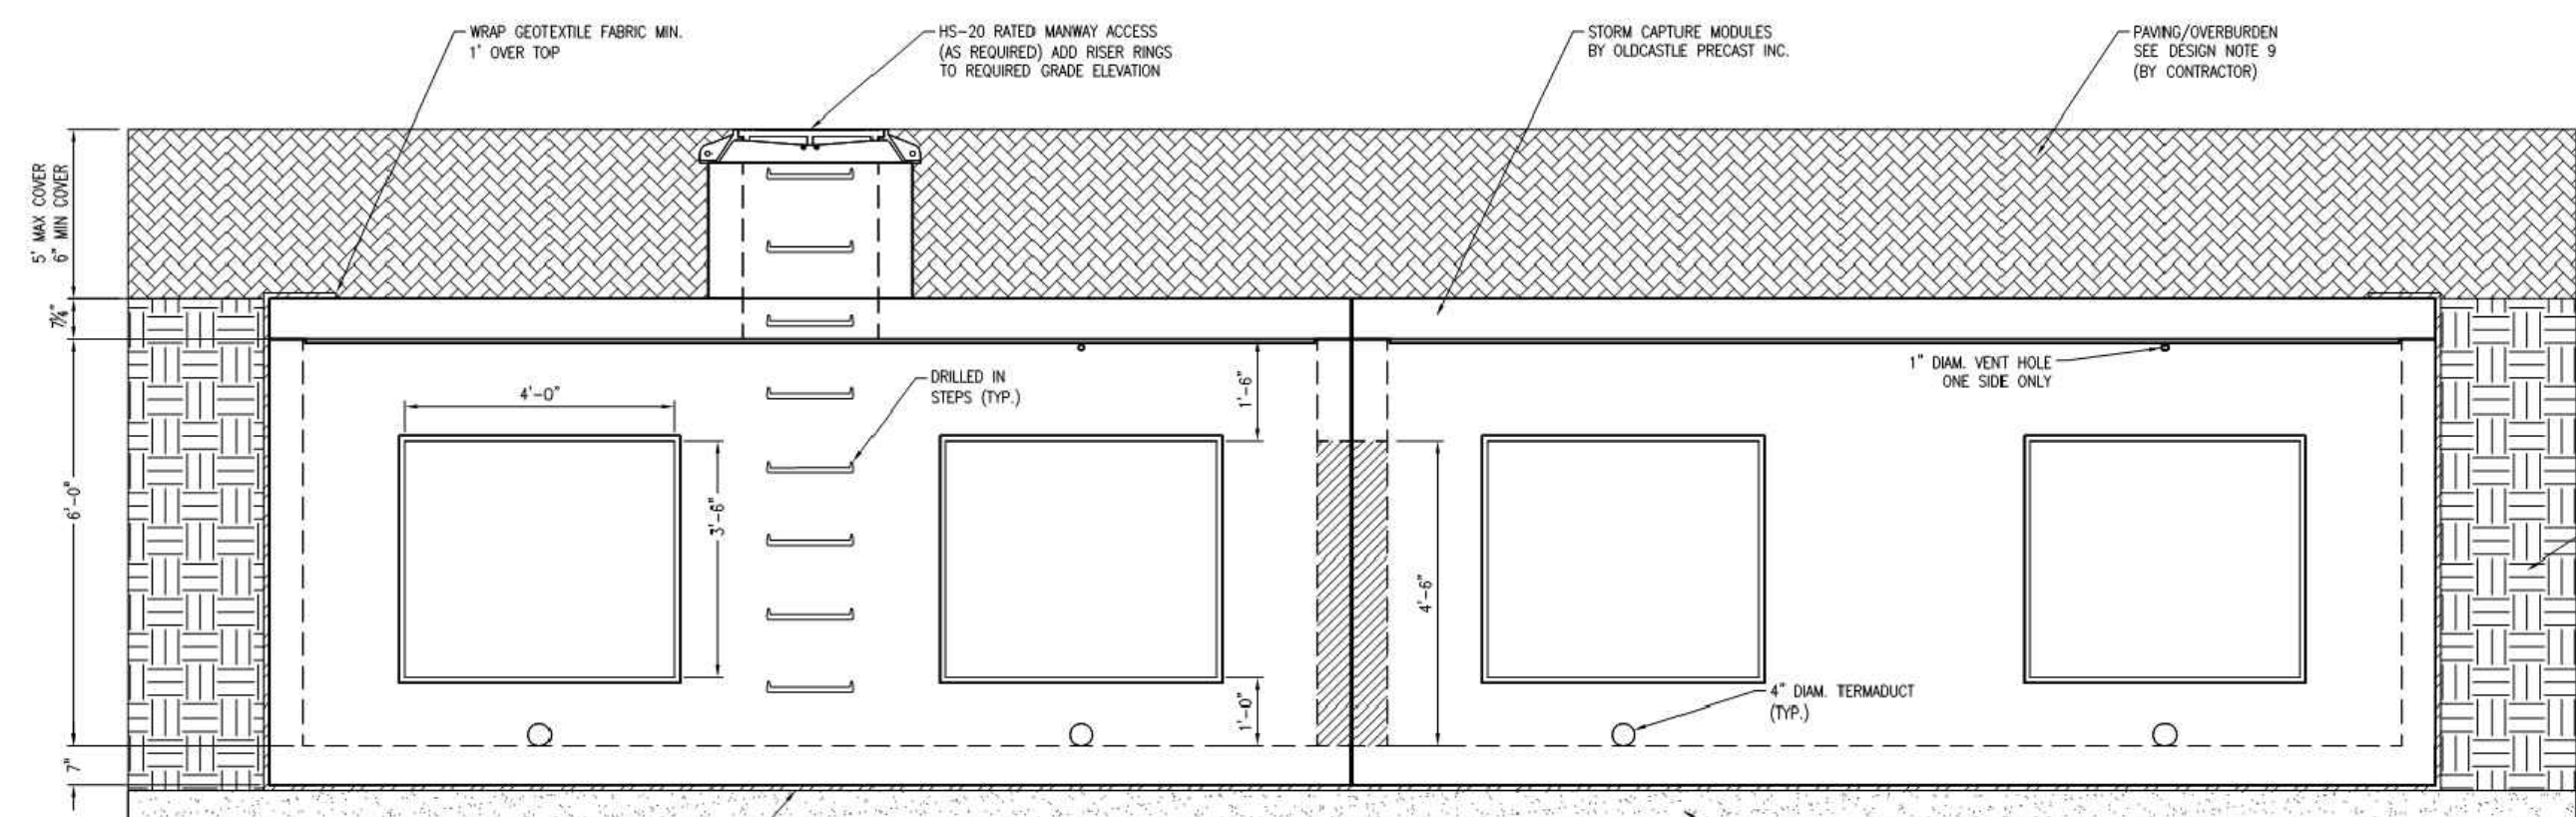 WRAP GEOTEXTILE FABRIC MIN.
1' OVER TOP
HS-20 RATED MANWAY ACCESS
(AS REQUIRED) ADD RISER RINGS
TO REQUIRED GRADE ELEVATION
STORM CAPTURE MODULES
BY OLDCASTLE PRECAST INC.
PAVING/OVERBURDEN
SEE DESIGN NOTE 9
(BY CONTRACTOR)
5' MAX COVER
6" MIN COVER
7¼"
6'-0"
7"
4'-0"
3'-6"
DRILLED IN
STEPS (TYP.)
1'-6"
1'-0"
4'-6"
1" DIAM. VENT HOLE
ONE SIDE ONLY
4" DIAM. TERMADUCT
(TYP.)